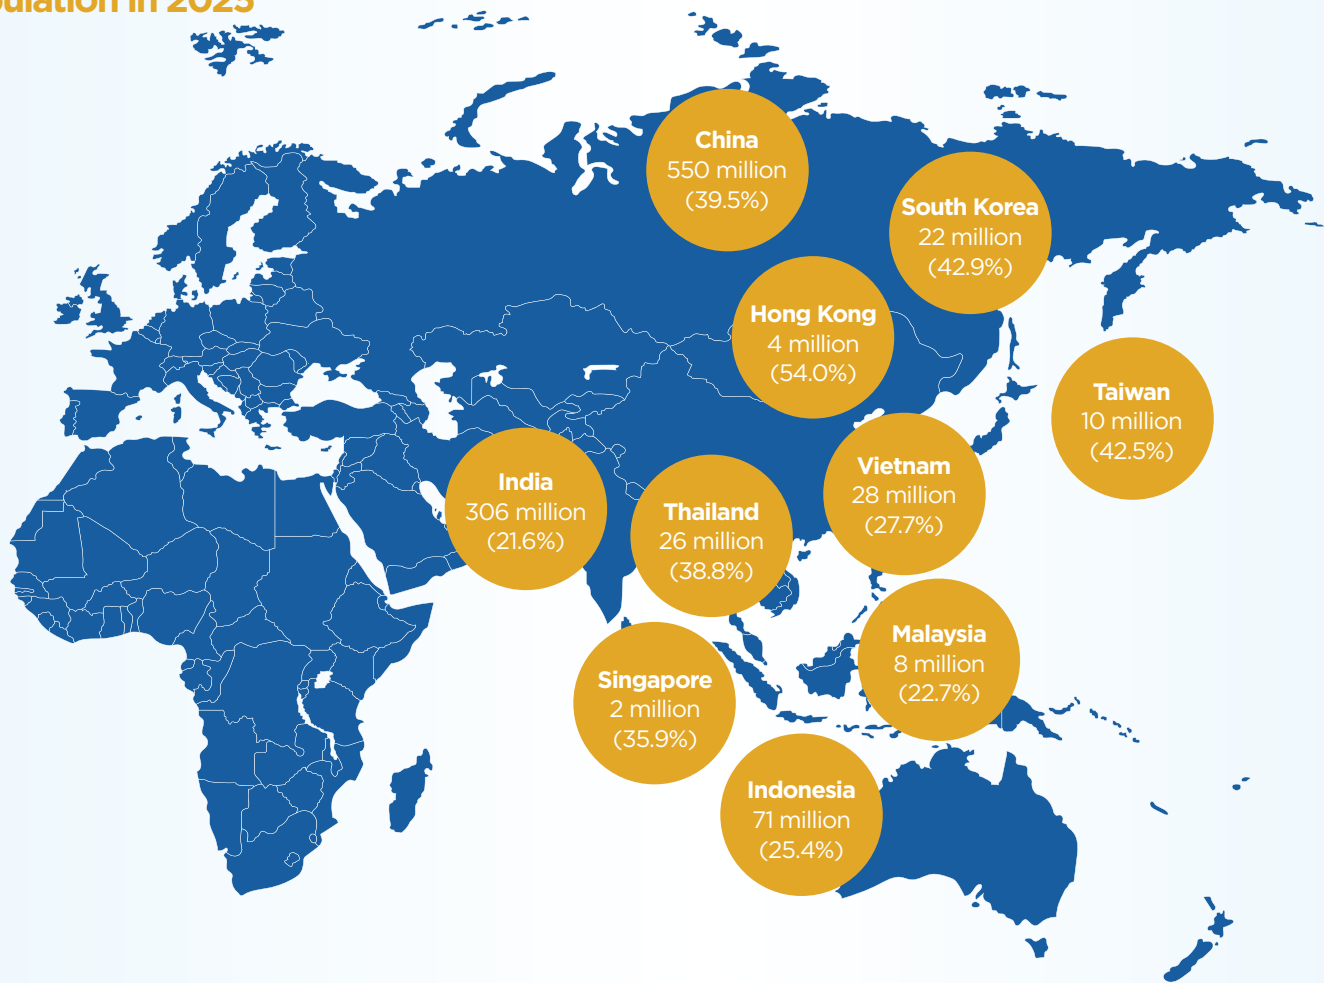 in 2025
China
550 million
(39.5%)
South Korea
22 million
(42.9%)
Hong Kong
4 million
(54.0%)
Taiwan
10 million
(42.5%)
Vietnam
28 million
(27.7%)
India
306 million
(21.6%)
Thailand
26 million
(38.8%)
Malaysia
8 million
(22.7%)
Singapore
2 million
(35.9%)
Indonesia
71 million
(25.4%)